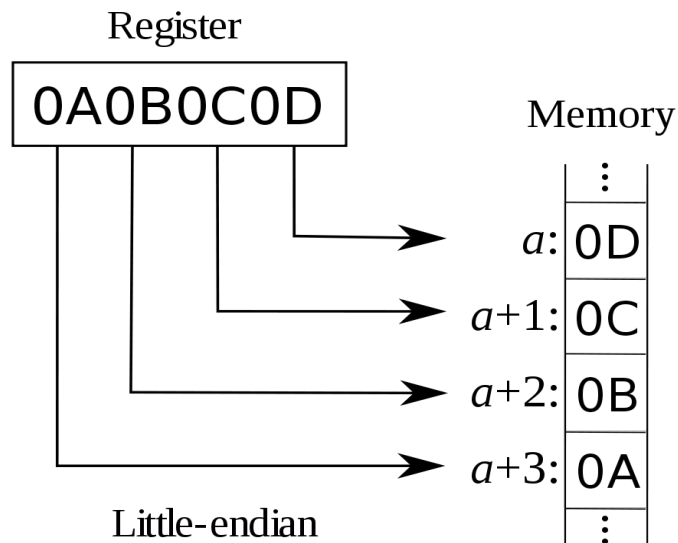 Register
0A0B0C0D
Memory
⋮
a: 0D
a+1: 0C
a+2: 0B
a+3: 0A
Little-endian
⋮